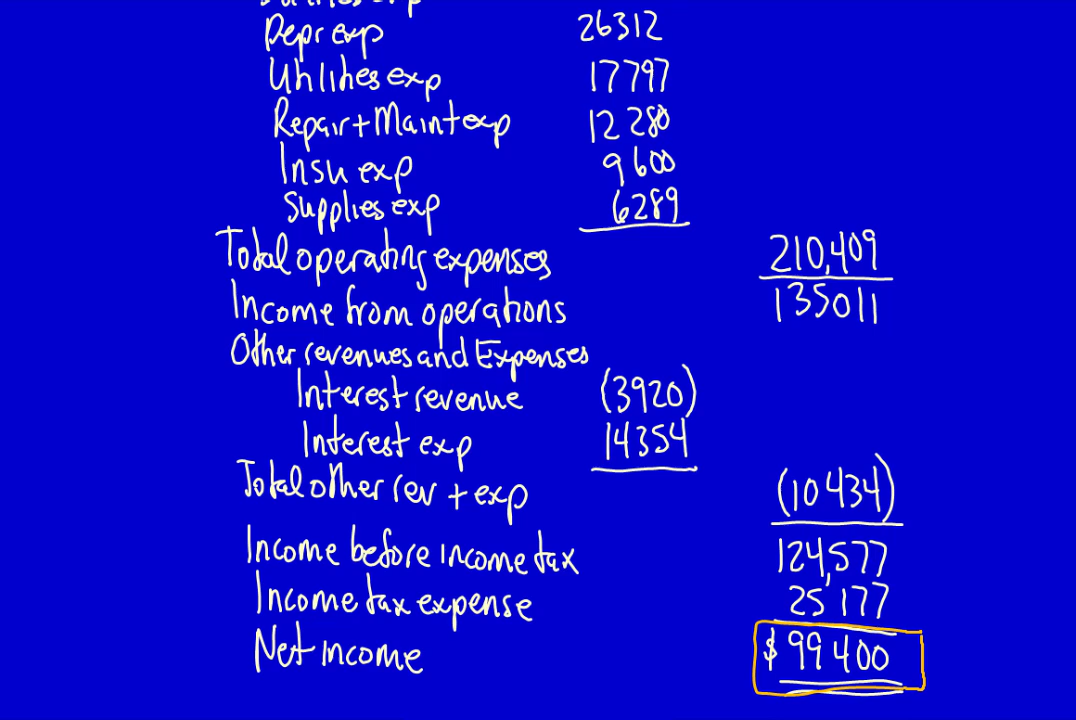 Depr exp 26312
Utilities exp 17797
Repair + Maint exp 12280
Insu exp 9600
Supplies exp 6289
Total operating expenses 210,409
Income from operations 135011
Other revenues and Expenses
Interest revenue (3920)
Interest exp 14354
Total other rev + exp (10434)
Income before income tax 124,577
Income tax expense 25177
Net income $99400